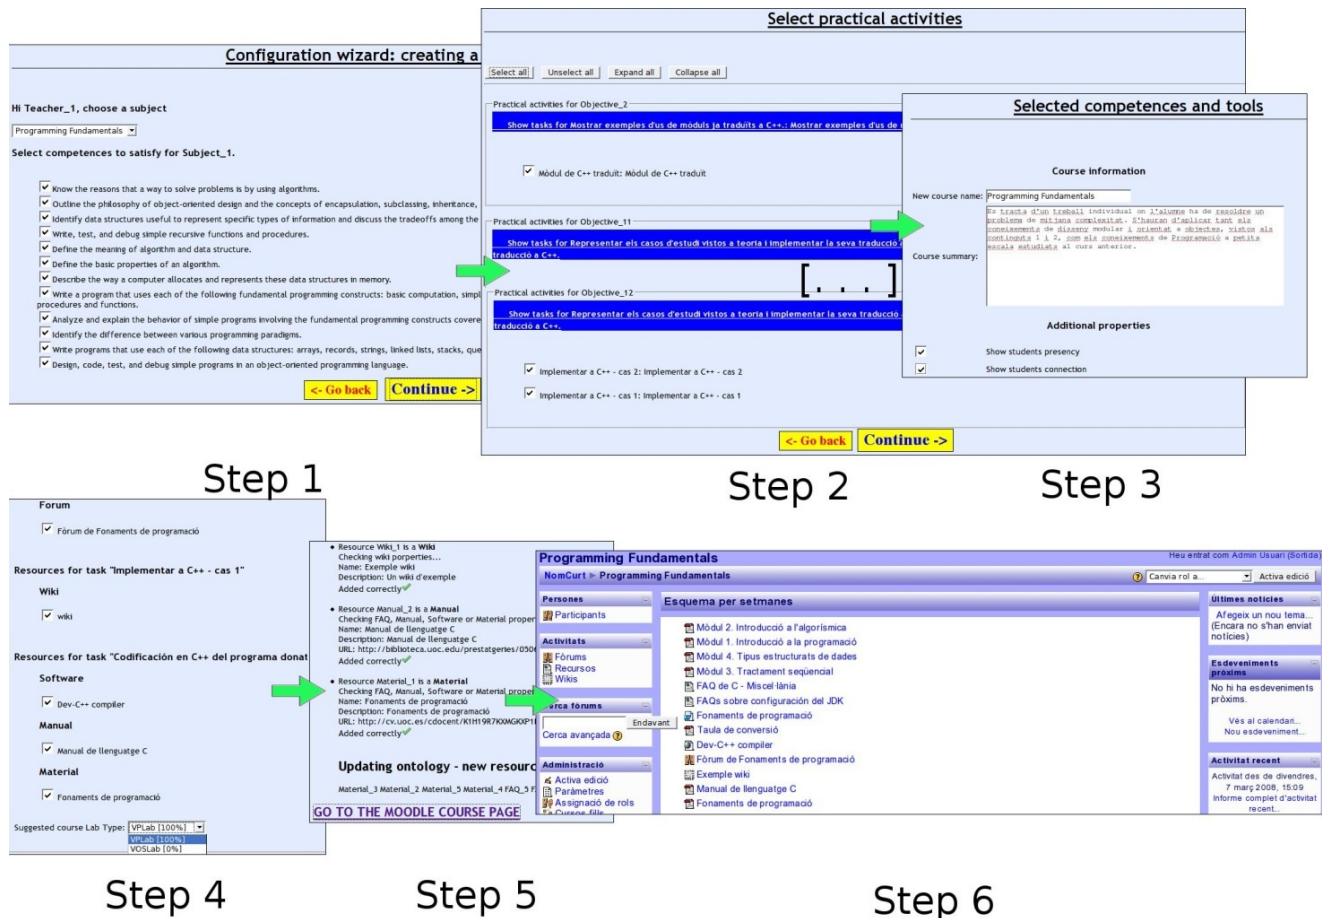 Configuration wizard: creating a
Hi Teacher_1, choose a subject
Programming Fundamentals
Select competences to satisfy for Subject_1.
Know the reasons that a way to solve problems is by using algorithms.
Outline the philosophy of object-oriented design and the concepts of encapsulation, subclassing, inheritance,
Identify data structures useful to represent specific types of information and discuss the tradeoffs among the
Write, test, and debug simple recursive functions and procedures.
Define the meaning of algorithm and data structure.
Define the basic properties of an algorithm.
Describe the way a computer allocates and represents these data structures in memory.
Write a program that uses each of the following fundamental programming constructs: basic computation, simpl
procedures and functions.
Analyze and explain the behavior of simple programs involving the fundamental programming constructs covere
Identify the difference between various programming paradigms.
Write programs that use each of the following data structures: arrays, records, strings, linked lists, stacks, que
Design, code, test, and debug simple programs in an object-oriented programming language.
<- Go back Continue ->
Step 1
Select practical activities
Select all Unselect all Expand all Collapse all
Practical activities for Objective_2
Show tasks for Mostrar exemples d'us de mòduls ja traduïts a C++.: Mostrar exemples d'us de
Mòdul de C++ traduït: Mòdul de C++ traduït
Practical activities for Objective_11
Show tasks for Representar els casos d'estudi vistos a teoria i implementar la seva traducció
traducció a C++.
[...]
Practical activities for Objective_12
Show tasks for Representar els casos d'estudi vistos a teoria i implementar la seva traducció
traducció a C++.
Implementar a C++ - cas 2: Implementar a C++ - cas 2
Implementar a C++ - cas 1: Implementar a C++ - cas 1
<- Go back Continue ->
Step 2
Selected competences and tools
Course information
New course name: Programming Fundamentals
Es tracta d'un treball individual on l'alumne ha de resoldre un
problema de mitjana complexitat. S'hauran d'aplicar tant els
coneixements de disseny modular i orientat a objectes, vistos als
continguts 1 i 2, com els coneixements de Programació a petita
escala estudiats al curs anterior.
Course summary:
Additional properties
Show students presency
Show students connection
Step 3
Forum
Fòrum de Fonaments de programació
Resources for task "Implementar a C++ - cas 1"
Wiki
wiki
Resources for task "Codificación en C++ del programa donat
Software
Dev-C++ compiler
Manual
Manual de llenguatge C
Material
Fonaments de programació
Suggested course Lab Type: VPLab [100%]
VPLab [100%]
VOSLab [0%]
Step 4
Resource Wiki_1 is a Wiki
Checking wiki porperties...
Name: Exemple wiki
Description: Un wiki d'exemple
Added correctly
Resource Manual_2 is a Manual
Checking FAQ, Manual, Software or Material proper
Name: Manual de llenguatge C
Description: Manual de llenguatge C
URL: http://biblioteca.uoc.edu/prestatgeries/050
Added correctly
Resource Material_1 is a Material
Checking FAQ, Manual, Software or Material proper
Name: Fonaments de programació
Description: Fonaments de programació
URL: http://cv.uoc.es/cdocent/K1H19R7KXMGKXP1
Added correctly
Updating ontology - new resourc
Material_3 Material_2 Material_5 Material_4 FAQ_5 F
GO TO THE MOODLE COURSE PAGE
Step 5
Programming Fundamentals
Heu entrat com Admin Usuari (Sortida)
NomCurt ► Programming Fundamentals
Canvia rol a... Activa edició
Persones
Participants
Activitats
Fòrums
Recursos
Wikis
Cerca fòrums
Endavant
Cerca avançada
Administració
Activa edició
Paràmetres
Assignació de rols
Cursos fills
Esquema per setmanes
Mòdul 2. Introducció a l'algorísmica
Mòdul 1. Introducció a la programació
Mòdul 4. Tipus estructurats de dades
Mòdul 3. Tractament seqüencial
FAQ de C - Miscel·lània
FAQs sobre configuración del JDK
Fonaments de programació
Taula de conversió
Dev-C++ compiler
Fòrum de Fonaments de programació
Exemple wiki
Manual de llenguatge C
Fonaments de programació
Últimes notícies
Afegeix un nou tema...
(Encara no s'han enviat
notícies)
Esdeveniments
pròxims
No hi ha esdeveniments
pròxims.
Vés al calendari...
Nou esdeveniment...
Activitat recent
Activitat des de divendres,
7 març 2008, 15:09
Informe complet d'activitat
recent...
Step 6